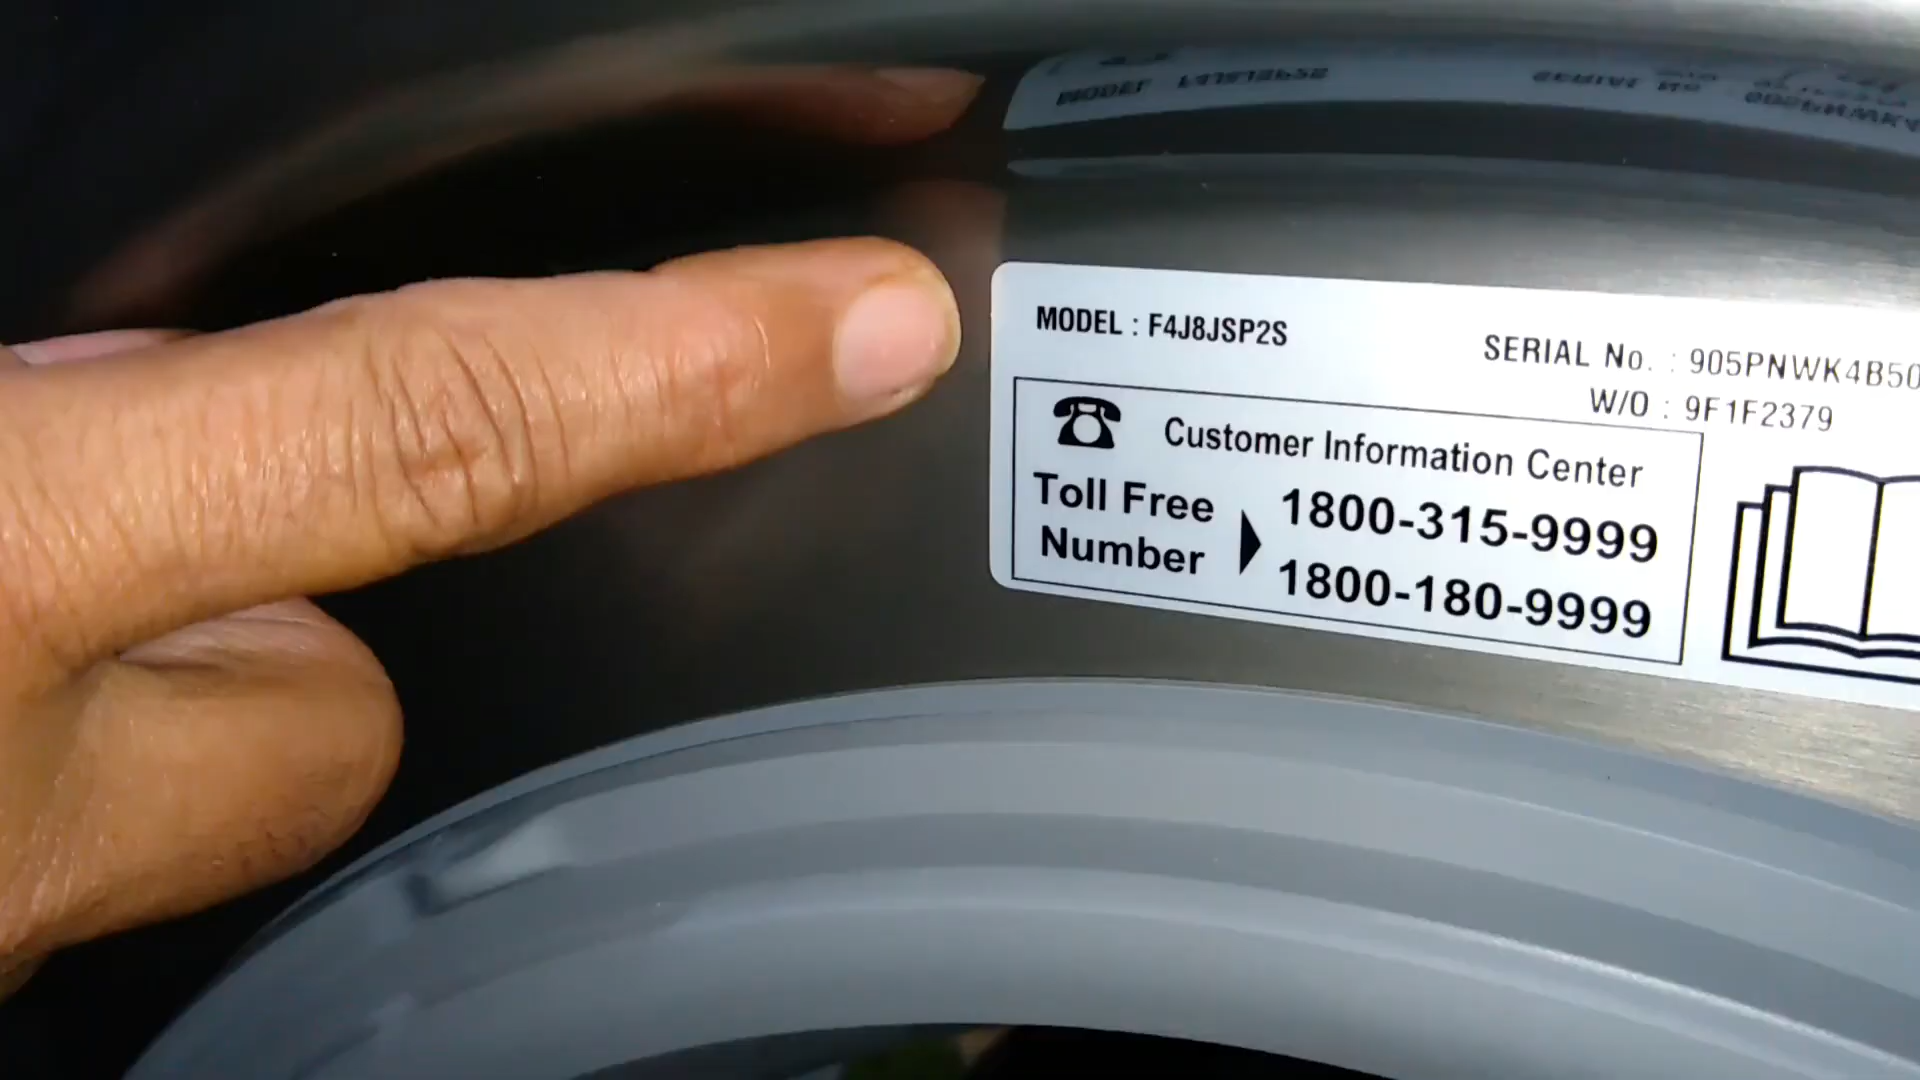 MODEL : F4J8JSP2S
SERIAL No. : 905PNWK4B50
W/O : 9F1F2379
Customer Information Center
Toll Free
Number
1800-315-9999
1800-180-9999